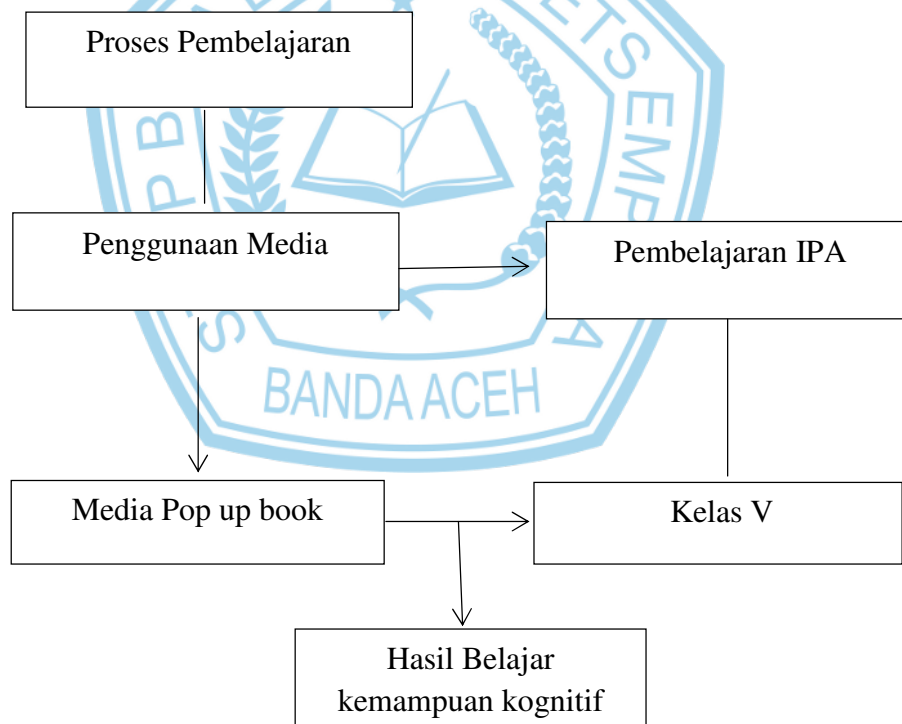 Proses Pembelajaran
Penggunaan Media
Pembelajaran IPA
BANDA ACEH
Media Pop up book
Kelas V
Hasil Belajar
kemampuan kognitif